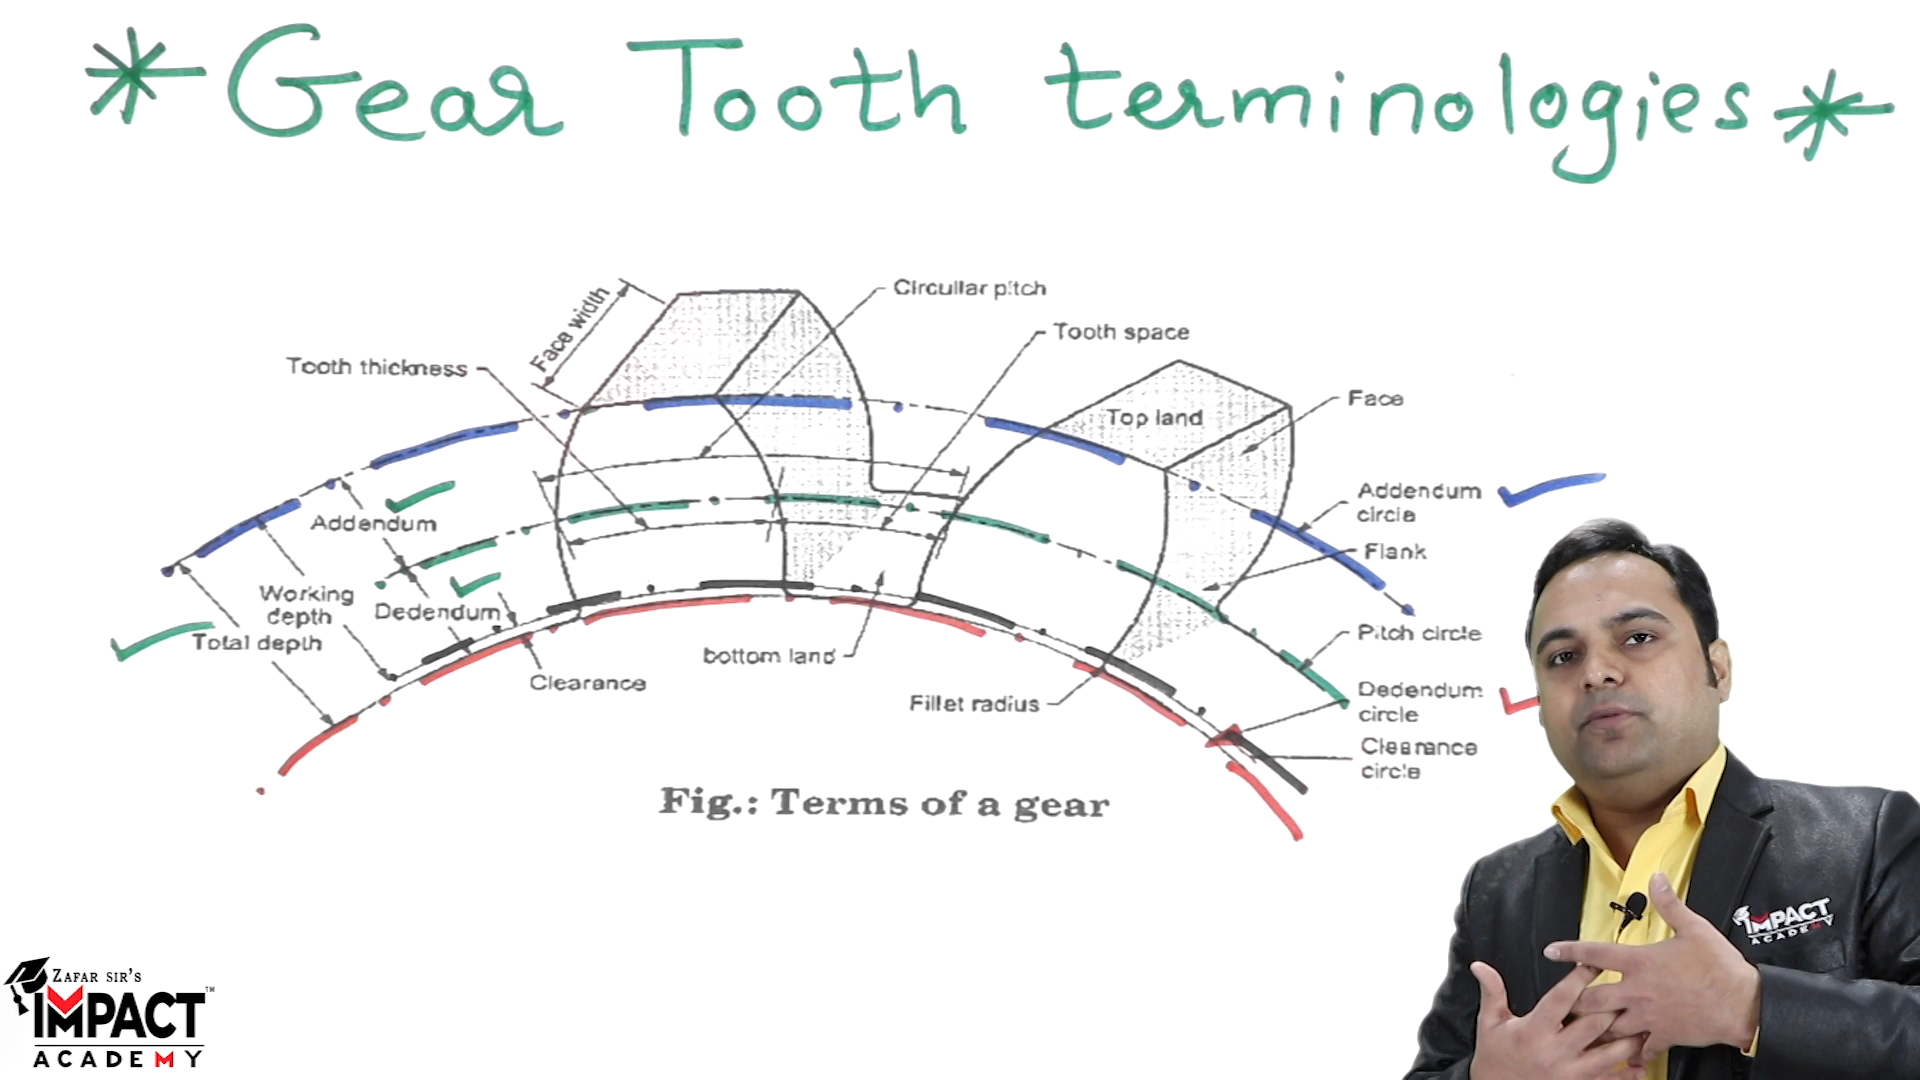 * Gear Tooth terminologies *
Face width
Circular pitch
Tooth space
Tooth thickness
Face
Top land
Addendum
circle
Addendum
Flank
Working
depth
Dedendum
Total depth
Pitch circle
bottom land
Clearance
Fillet radius
Dedendum
circle
Clearance
circle
Fig.: Terms of a gear
IMPACT
ACADEMY
ZAFAR SIR'S
IMPACT™
ACADEMY